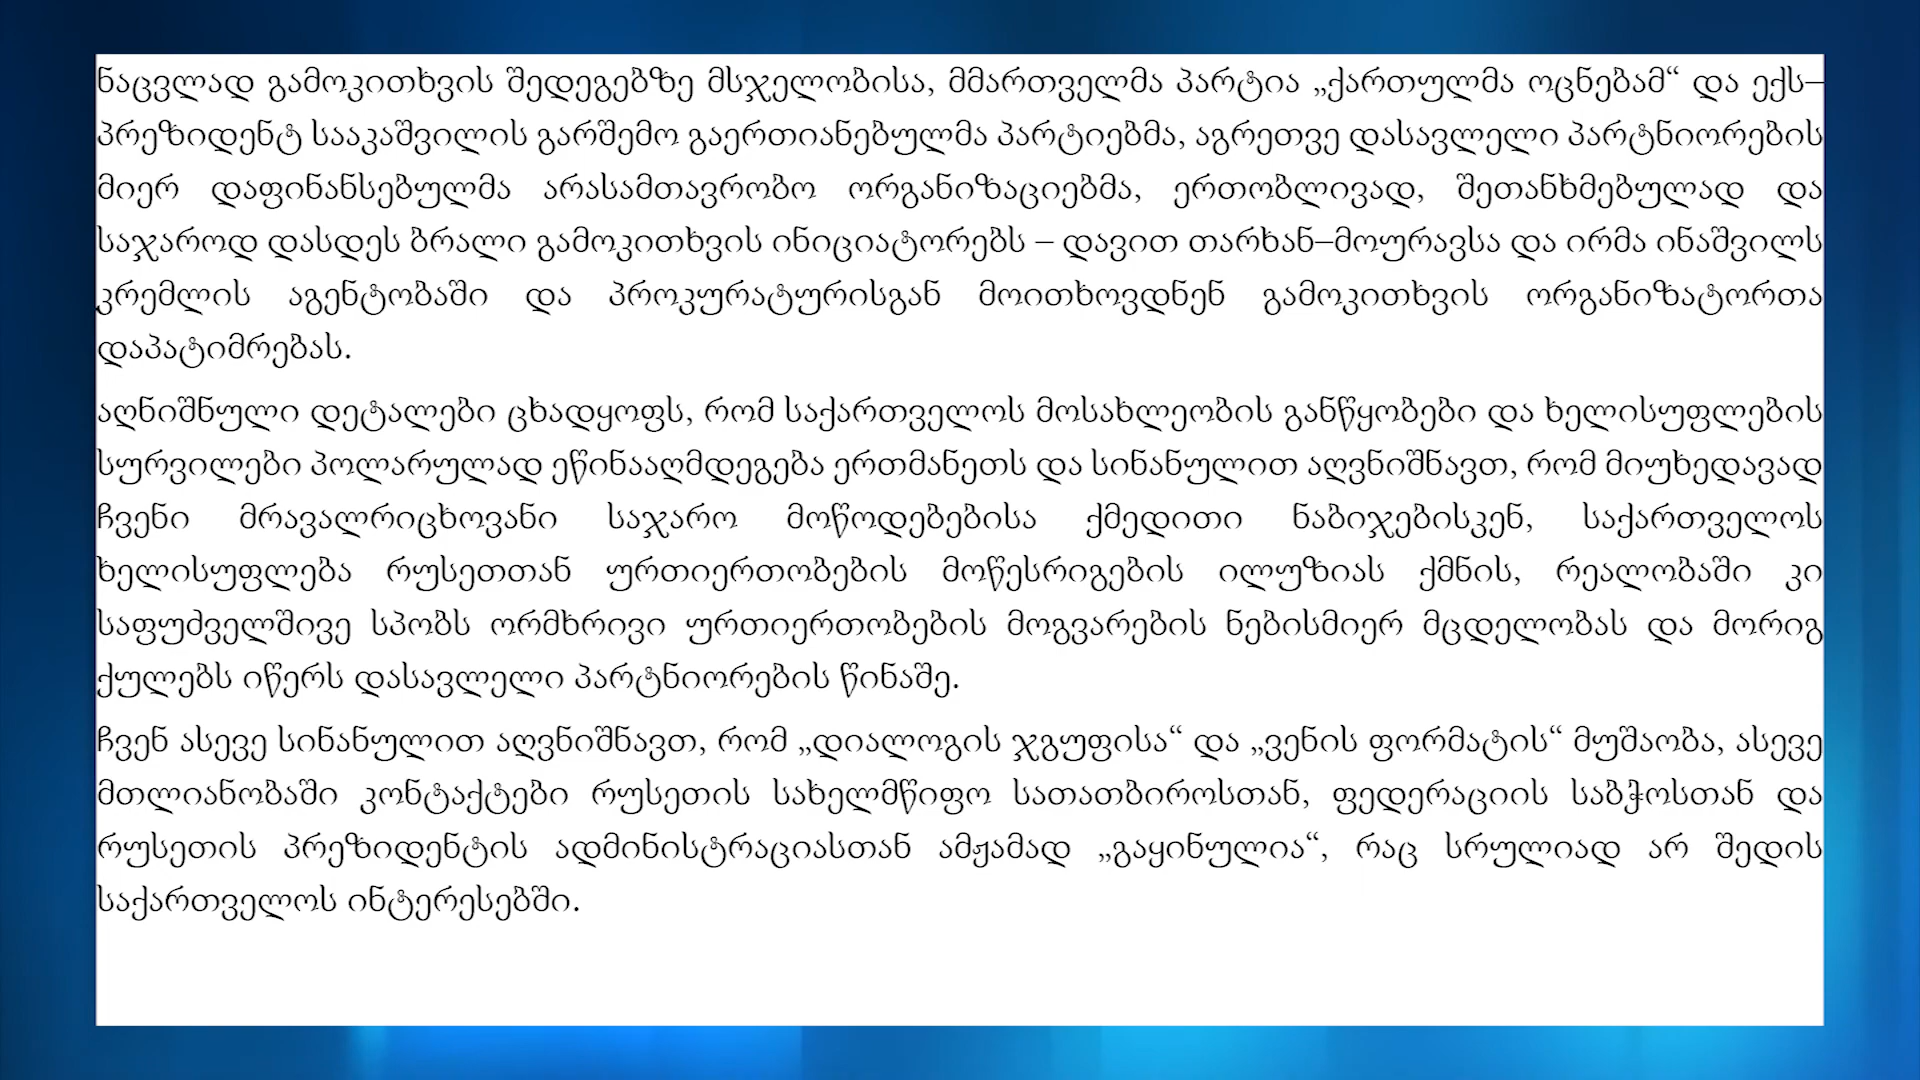 ნაცვლად გამოკითხვის შედეგებზე მსჯელობისა, მმართველმა პარტია „ქართულმა ოცნებამ“ და ექს–
პრეზიდენტ სააკაშვილის გარშემო გაერთიანებულმა პარტიებმა, აგრეთვე დასავლელი პარტნიორების
მიერ დაფინანსებულმა არასამთავრობო ორგანიზაციებმა, ერთობლივად, შეთანხმებულად და
საჯაროდ დასდეს ბრალი გამოკითხვის ინიციატორებს – დავით თარხან–მოურავსა და ირმა ინაშვილს
კრემლის აგენტობაში და პროკურატურისგან მოითხოვდნენ გამოკითხვის ორგანიზატორთა
დაპატიმრებას.
აღნიშნული დეტალები ცხადყოფს, რომ საქართველოს მოსახლეობის განწყობები და ხელისუფლების
სურვილები პოლარულად ეწინააღმდეგება ერთმანეთს და სინანულით აღვნიშნავთ, რომ მიუხედავად
ჩვენი მრავალრიცხოვანი საჯარო მოწოდებებისა ქმედითი ნაბიჯებისკენ, საქართველოს
ხელისუფლება რუსეთთან ურთიერთობების მოწესრიგების ილუზიას ქმნის, რეალობაში კი
საფუძველშივე სპობს ორმხრივი ურთიერთობების მოგვარების ნებისმიერ მცდელობას და მორიგ
ქულებს იწერს დასავლელი პარტნიორების წინაშე.
ჩვენ ასევე სინანულით აღვნიშნავთ, რომ „დიალოგის ჯგუფისა“ და „ვენის ფორმატის“ მუშაობა, ასევე
მთლიანობაში კონტაქტები რუსეთის სახელმწიფო სათათბიროსთან, ფედერაციის საბჭოსთან და
რუსეთის პრეზიდენტის ადმინისტრაციასთან ამჟამად „გაყინულია“, რაც სრულიად არ შედის
საქართველოს ინტერესებში.